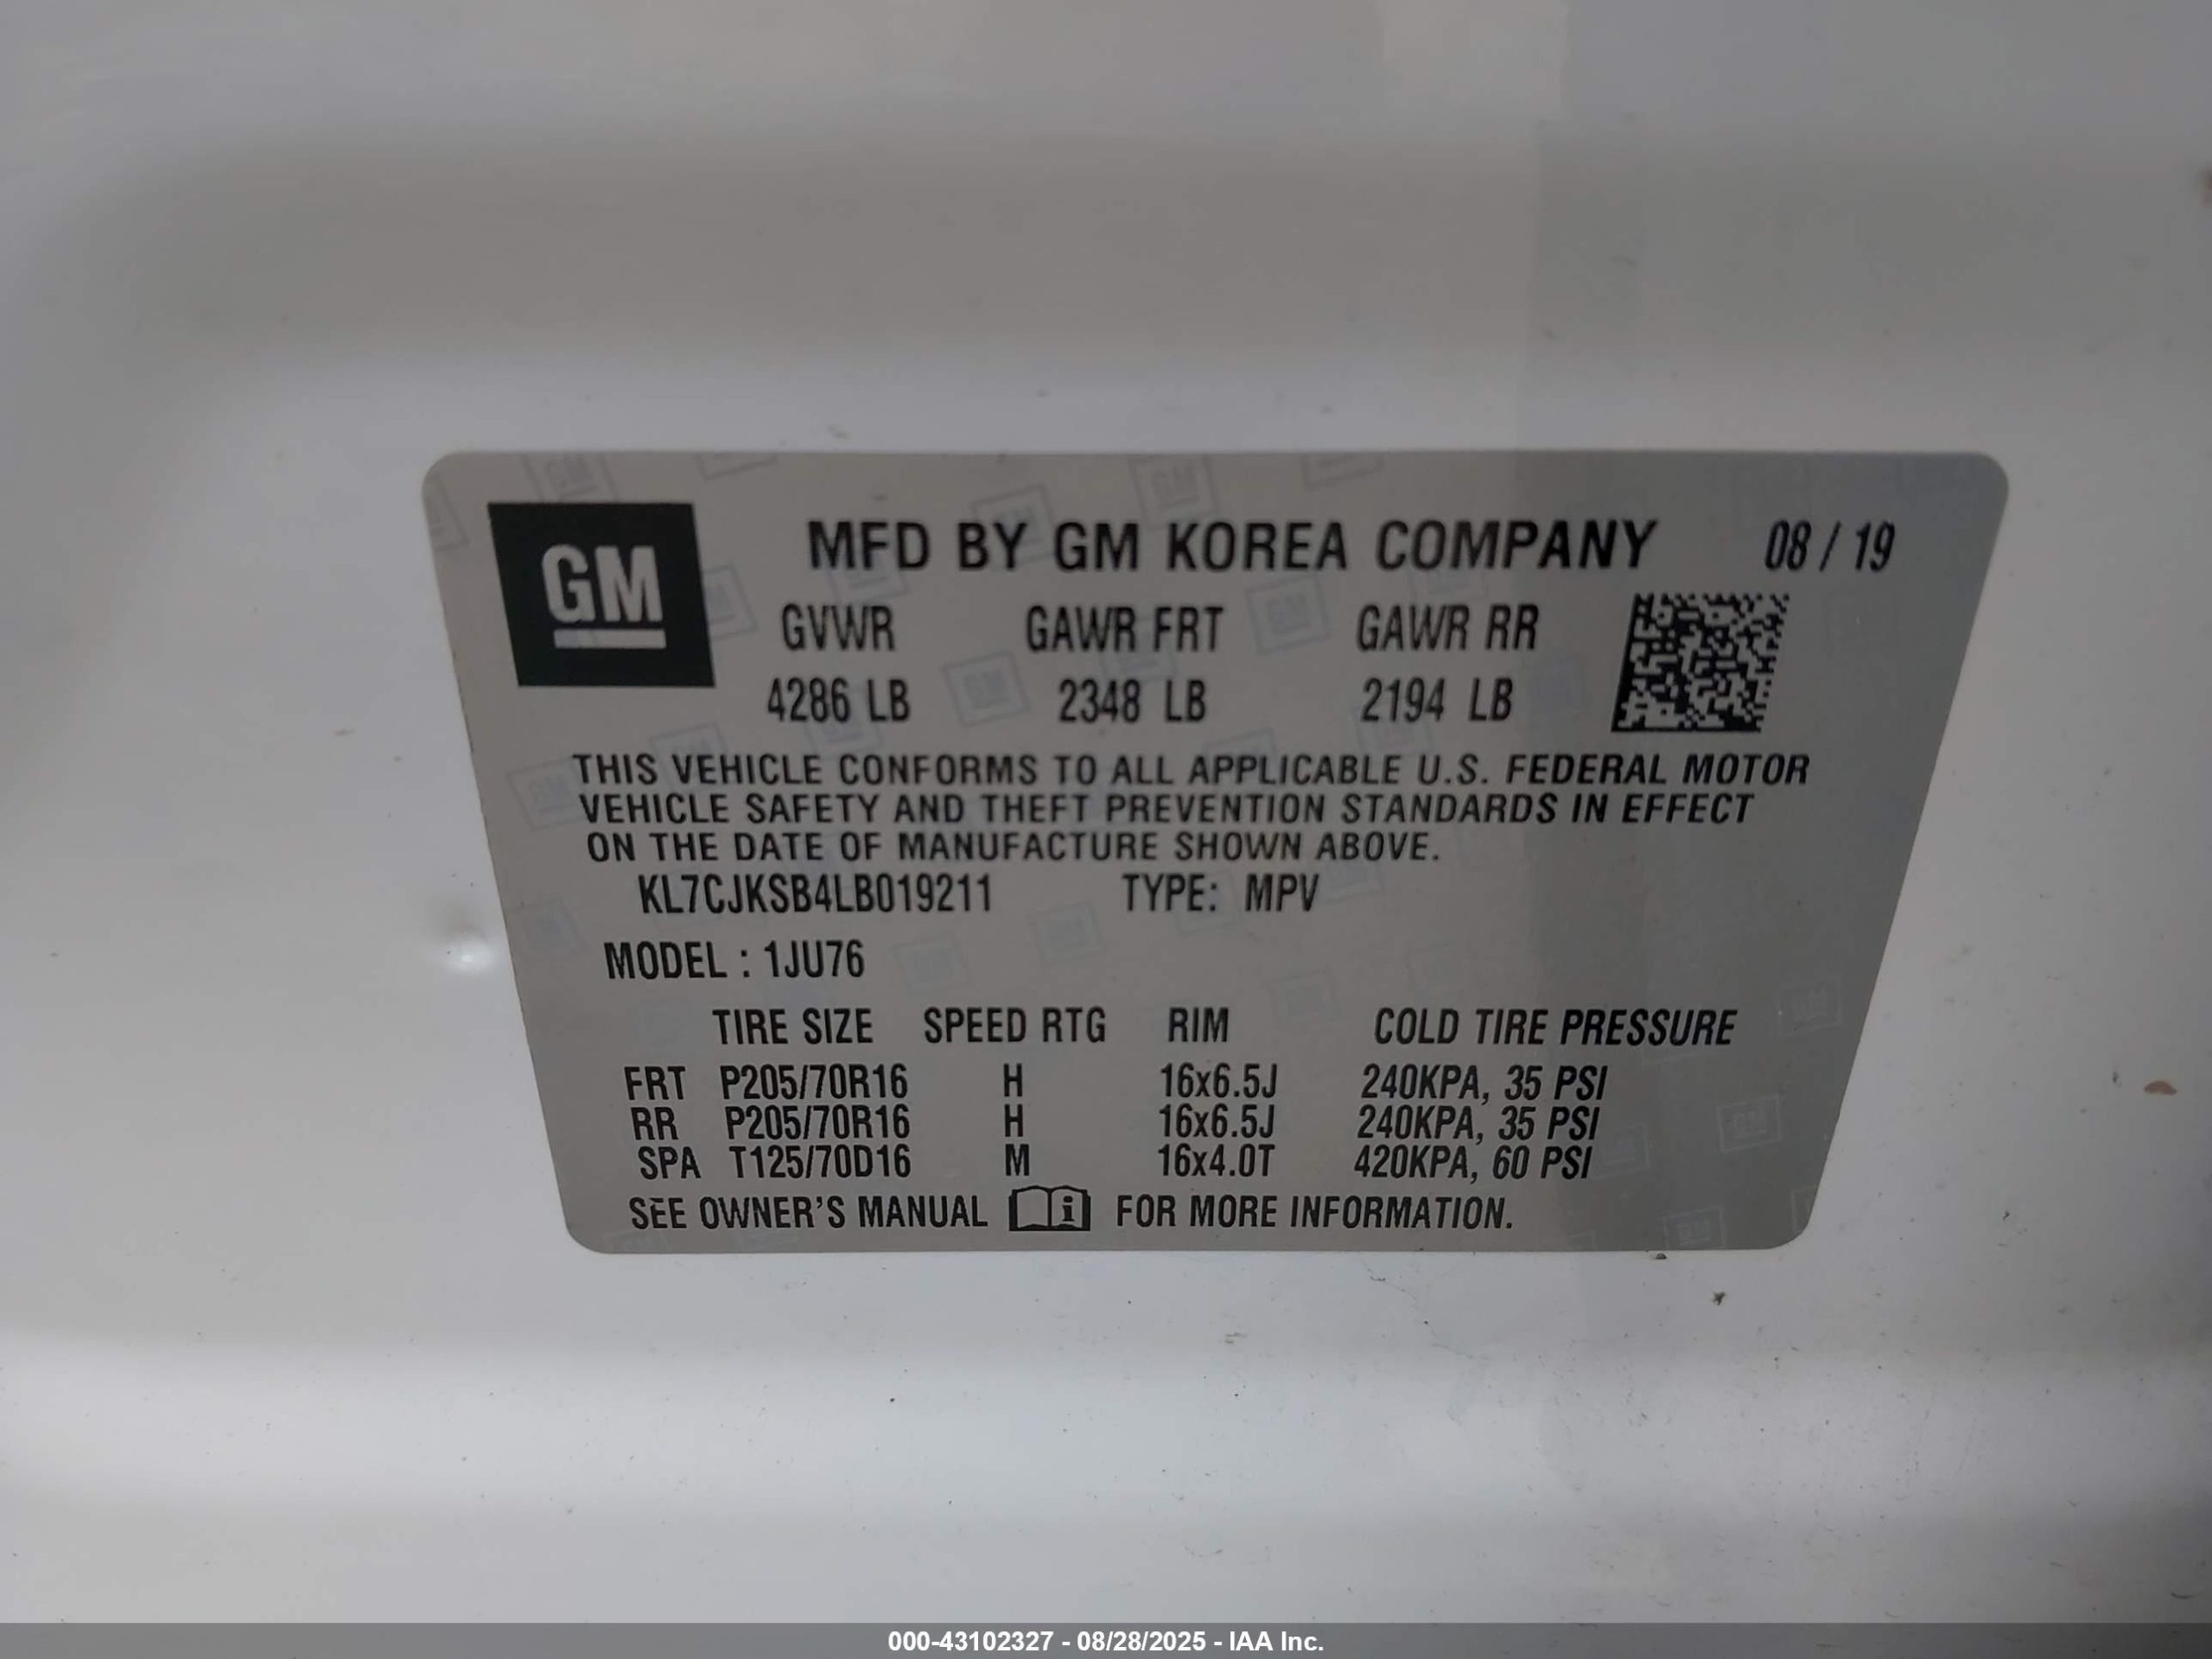 GM
MFD BY GM KOREA COMPANY 08 / 19
GVWR GAWR FRT GAWR RR
4286 LB 2348 LB 2194 LB
THIS VEHICLE CONFORMS TO ALL APPLICABLE U.S. FEDERAL MOTOR
VEHICLE SAFETY AND THEFT PREVENTION STANDARDS IN EFFECT
ON THE DATE OF MANUFACTURE SHOWN ABOVE.
KL7CJKSB4LB019211 TYPE: MPV
MODEL : 1JU76
TIRE SIZE SPEED RTG RIM COLD TIRE PRESSURE
FRT P205/70R16 H 16x6.5J 240KPA, 35 PSI
RR P205/70R16 H 16x6.5J 240KPA, 35 PSI
SPA T125/70D16 M 16x4.0T 420KPA, 60 PSI
SEE OWNER'S MANUAL i FOR MORE INFORMATION.
000-43102327 - 08/28/2025 - IAA Inc.